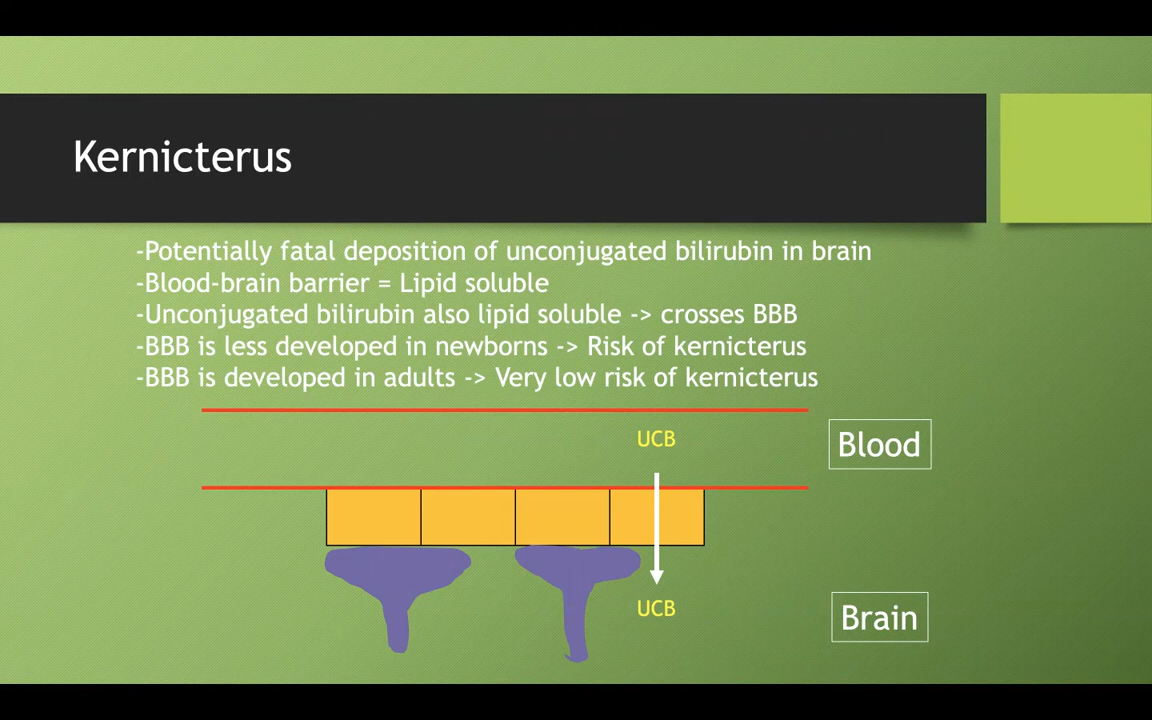 Kernicterus
-Potentially fatal deposition of unconjugated bilirubin in brain
-Blood-brain barrier = Lipid soluble
-Unconjugated bilirubin also lipid soluble -> crosses BBB
-BBB is less developed in newborns -> Risk of kernicterus
-BBB is developed in adults -> Very low risk of kernicterus
UCB
Blood
UCB
Brain